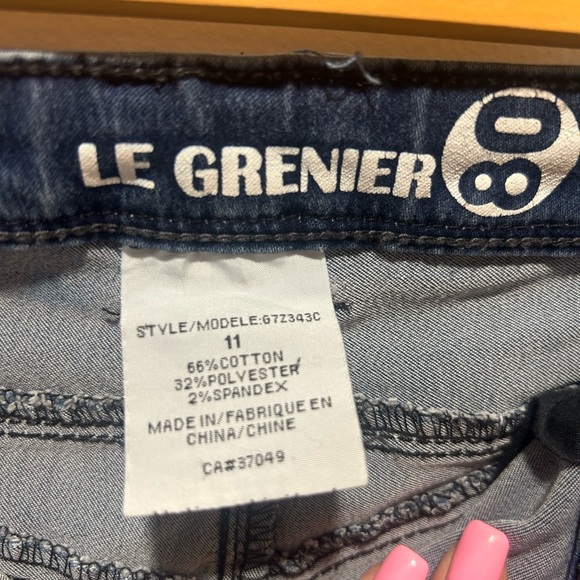 LE GRENIER 80
STYLE/MODELE:G7Z343C
11
66%COTTON
32%POLYESTER
2%SPANDEX
MADE IN/FABRIQUE EN
CHINA/CHINE
CA#37049